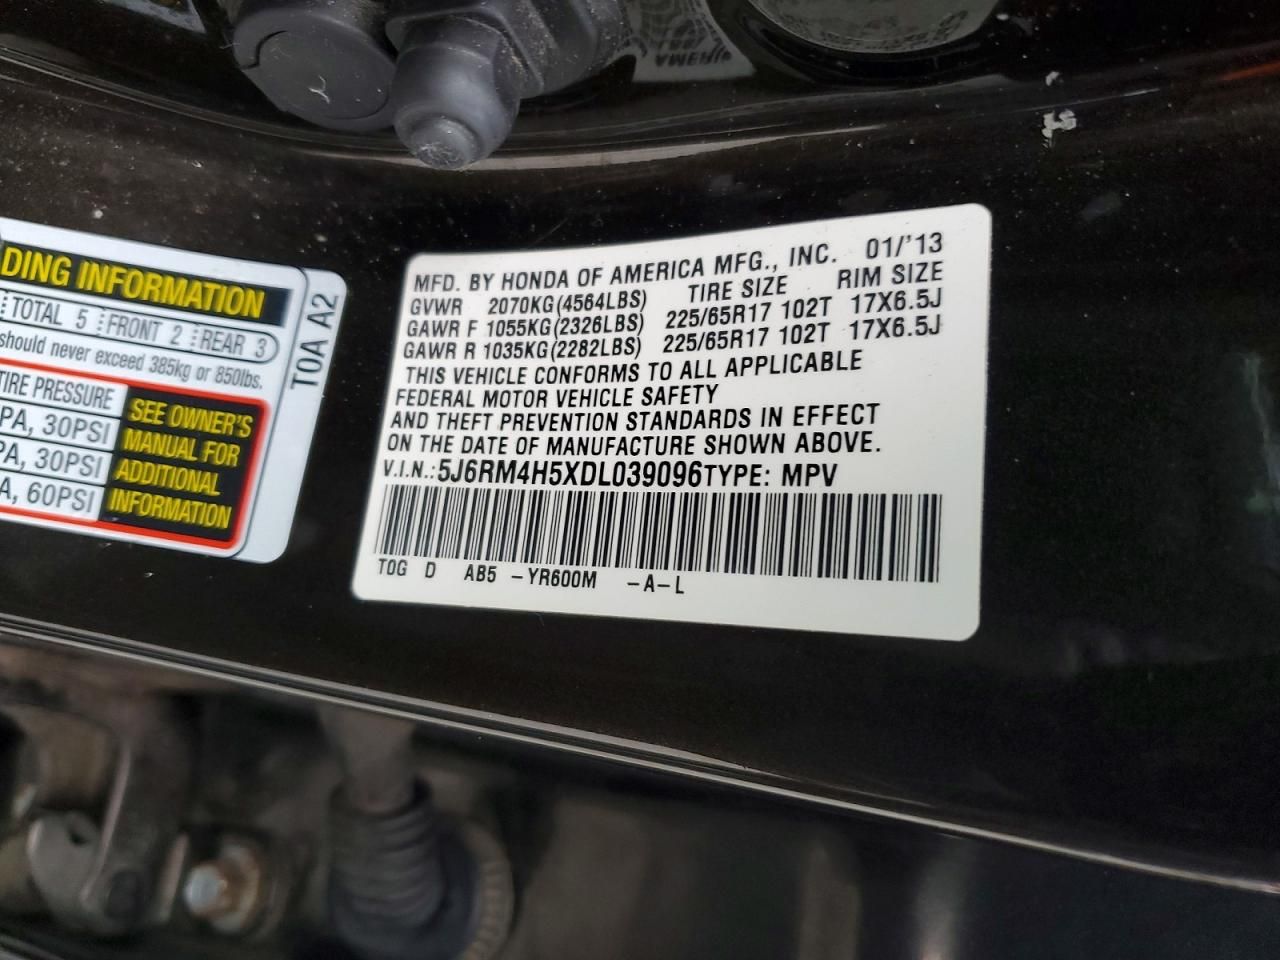 DING INFORMATION
TOTAL 5 FRONT 2 REAR 3
should never exceed 385kg or 850lbs.
TIRE PRESSURE
PA, 30PSI
PA, 30PSI
A, 60PSI
SEE OWNER'S
MANUAL FOR
ADDITIONAL
INFORMATION
T0A A2
MFD. BY HONDA OF AMERICA MFG., INC. 01/'13
GVWR 2070KG(4564LBS) TIRE SIZE RIM SIZE
GAWR F 1055KG(2326LBS) 225/65R17 102T 17X6.5J
GAWR R 1035KG(2282LBS) 225/65R17 102T 17X6.5J
THIS VEHICLE CONFORMS TO ALL APPLICABLE
FEDERAL MOTOR VEHICLE SAFETY
AND THEFT PREVENTION STANDARDS IN EFFECT
ON THE DATE OF MANUFACTURE SHOWN ABOVE.
V.I.N.: 5J6RM4H5XDL039096 TYPE: MPV
T0G D AB5 -YR600M -A-L